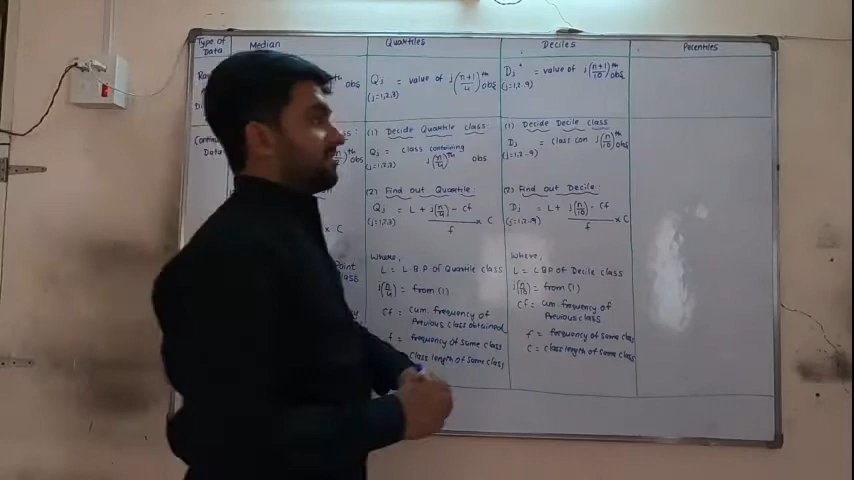 Type of Data
Median
Quartiles
Deciles
Percentiles
obs
Qj = value of j(n+1/4)th obs
(j=1,2,3)
Dj = value of j(n+1/10)th obs
(j=1,2-9)
Data
th obs
x C
Point
(1) Decide Quartile class:
Qj = class containing
(j=1,2,3) j(n/4)th obs
(2) Find out Quartile:
Qj = L + j(n/4) - cf / f x C
(j=1,2,3)
Where,
L = L.B.P of Quartile class
j(n/4) = from (1)
Cf = cum. frequency of
Previous class obtained
f = frequency of same class
class length of same class
(1) Decide Decile class
Dj = class con j(n/10)th obs
(j=1,2-9)
(2) Find out Decile:
Dj = L + j(n/10) - cf / f x C
(j=1,2-9)
Where,
L = LBP of Decile class
j(n/10) = from (1)
Cf = cum. frequency of
Previous class
f = frequency of same class
C = class length of same class